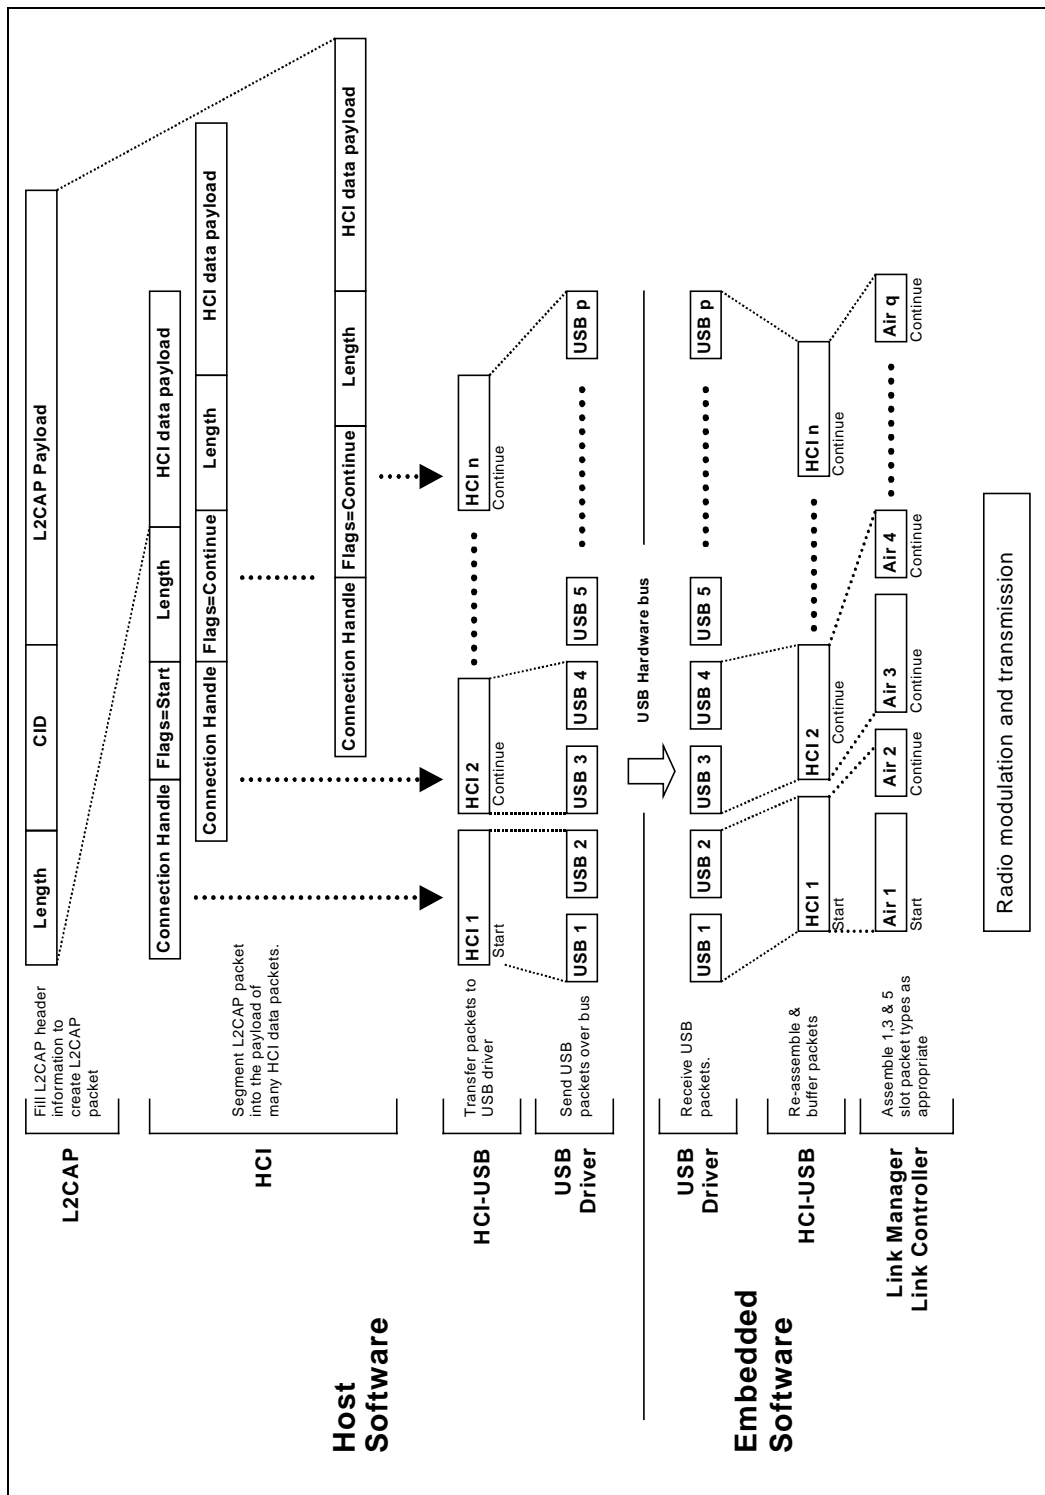 Host
Software
L2CAP
Fill L2CAP header
information to
create L2CAP
packet
Length
CID
L2CAP Payload
HCI
Segment L2CAP packet
into the payload of
many HCI data packets.
Connection Handle
Flags=Start
Length
HCI data payload
Connection Handle
Flags=Continue
Length
HCI data payload
Connection Handle
Flags=Continue
Length
HCI data payload
HCI-USB
Transfer packets to
USB driver
HCI 1
Start
HCI 2
Continue
HCI n
Continue
USB
Driver
Send USB
packets over bus
USB 1
USB 2
USB 3
USB 4
USB 5
USB p
USB Hardware bus
Embedded
Software
USB
Driver
Receive USB
packets.
USB 1
USB 2
USB 3
USB 4
USB 5
USB p
HCI-USB
Re-assemble &
buffer packets
HCI 1
Start
HCI 2
Continue
HCI n
Continue
Link Manager
Link Controller
Assemble 1,3 & 5
slot packet types as
appropriate
Air 1
Start
Air 2
Continue
Air 3
Continue
Air 4
Continue
Air q
Continue
Radio modulation and transmission